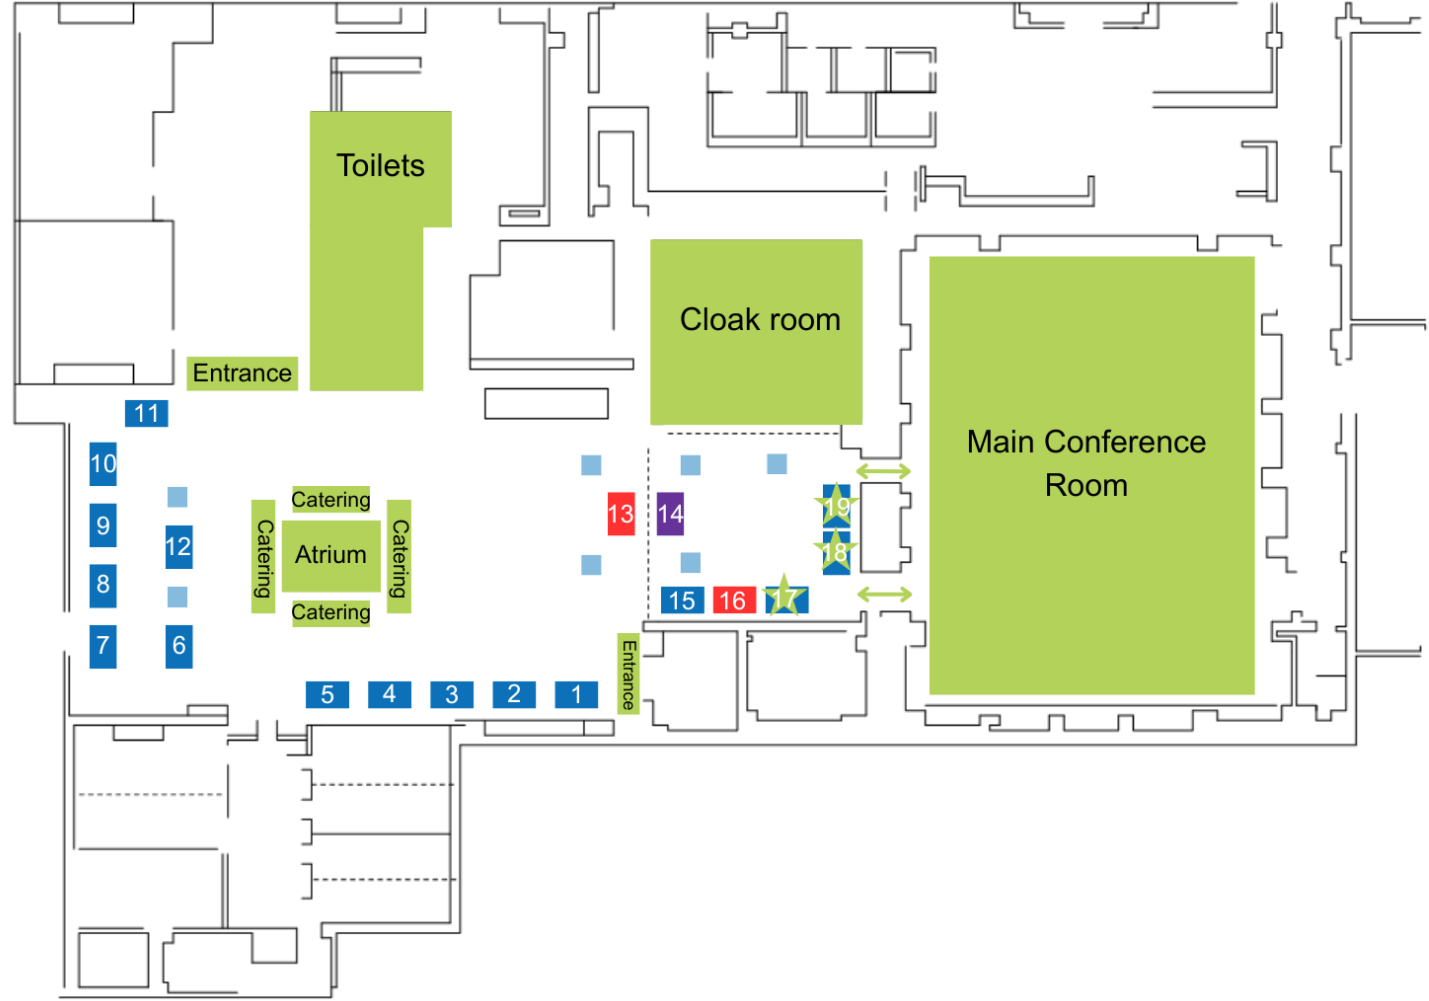 Toilets
Cloak room
Entrance
Main Conference
Room
11
10
9
12
8
7
6
Catering
Catering
Atrium
Catering
Catering
13
14
19
18
15
16
17
Entrance
5
4
3
2
1